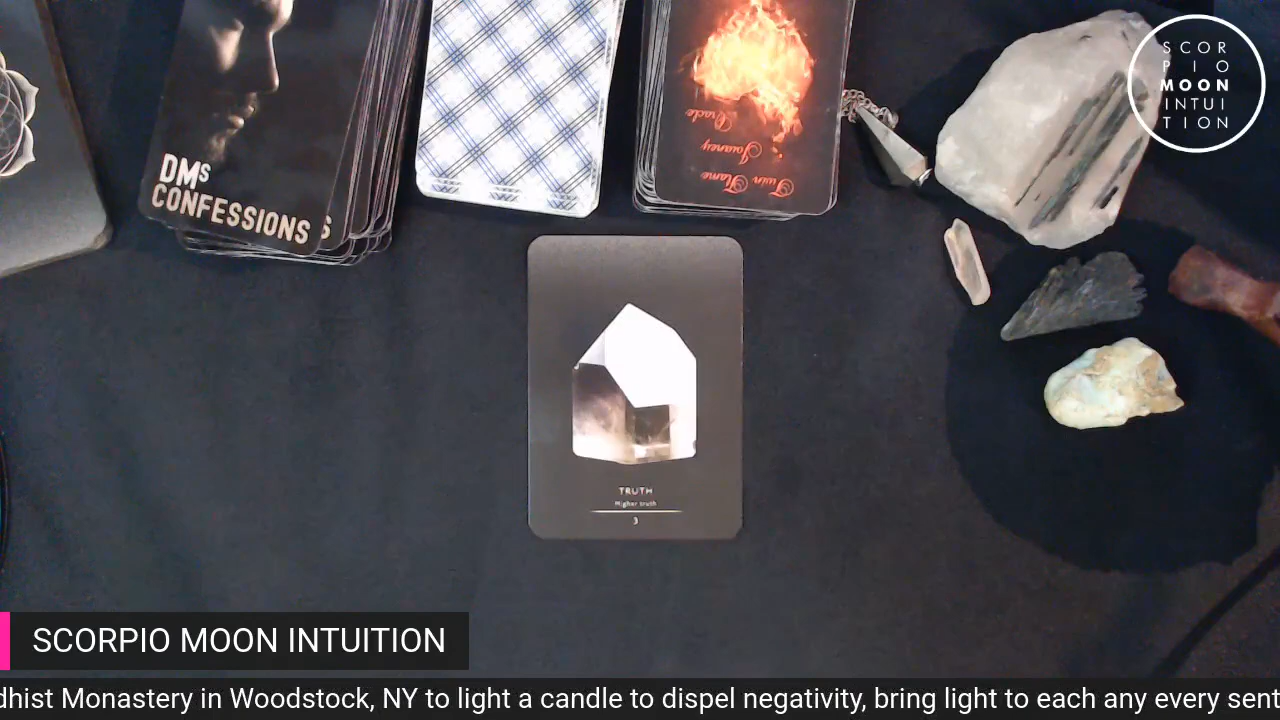 SCOR
PIO
MOON
INTUI
TION
DMs
CONFESSIONS
S
Oracle
Journey
Twin Flame
TRUTH
Higher truth
3
SCORPIO MOON INTUITION
dhist Monastery in Woodstock, NY to light a candle to dispel negativity, bring light to each any every sent